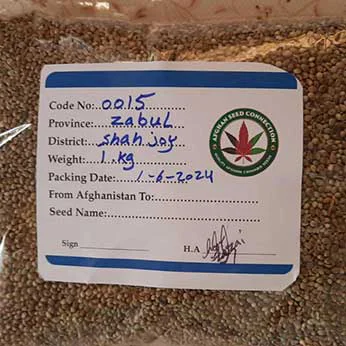 Code No:..0015
Province:..zabul
District:..shah joy
Weight:..1 kg
Packing Date:..1-6-2024
From Afghanistan To:
Seed Name:
Sign
H.A
AFGHAN SEED CONNECTION